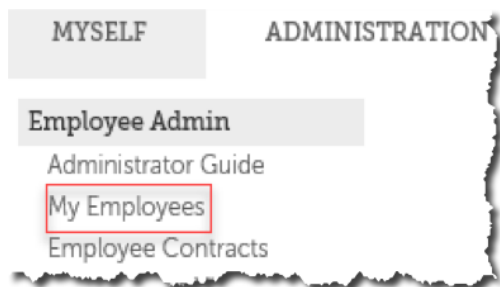 MYSELF ADMINISTRATION
Employee Admin
Administrator Guide
My Employees
Employee Contracts